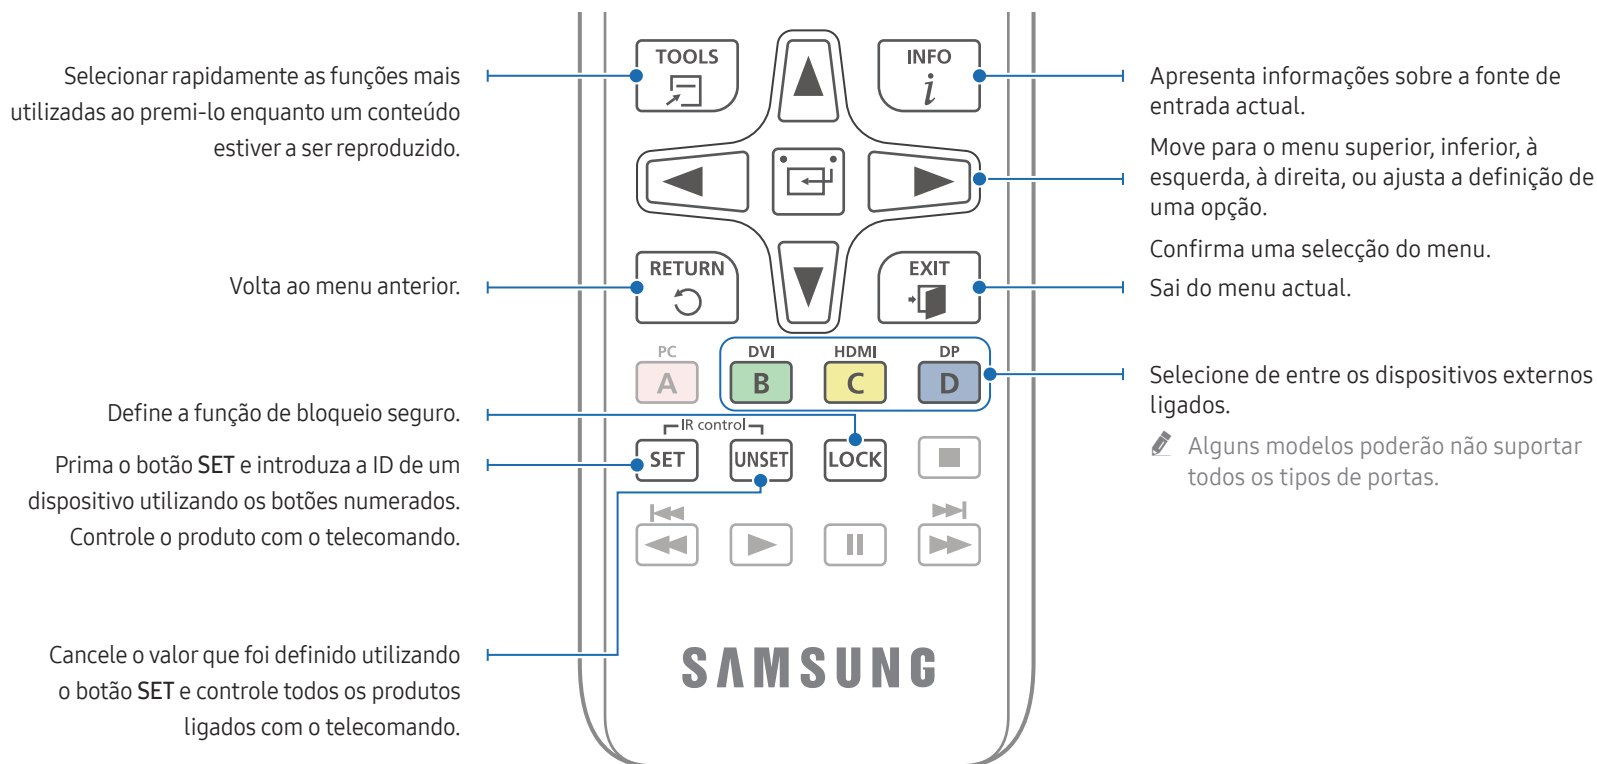 TOOLS
INFO
i
Selecionar rapidamente as funções mais
utilizadas ao premi-lo enquanto um conteúdo
estiver a ser reproduzido.
Apresenta informações sobre a fonte de
entrada actual.
Move para o menu superior, inferior, à
esquerda, à direita, ou ajusta a definição de
uma opção.
Confirma uma selecção do menu.
RETURN
EXIT
Volta ao menu anterior.
Sai do menu actual.
PC
DVI
HDMI
DP
A
B
C
D
Selecione de entre os dispositivos externos
ligados.
Alguns modelos poderão não suportar
todos os tipos de portas.
Define a função de bloqueio seguro.
IR control
SET
UNSET
LOCK
Prima o botão SET e introduza a ID de um
dispositivo utilizando os botões numerados.
Controle o produto com o telecomando.
Cancele o valor que foi definido utilizando
o botão SET e controle todos os produtos
ligados com o telecomando.
SAMSUNG